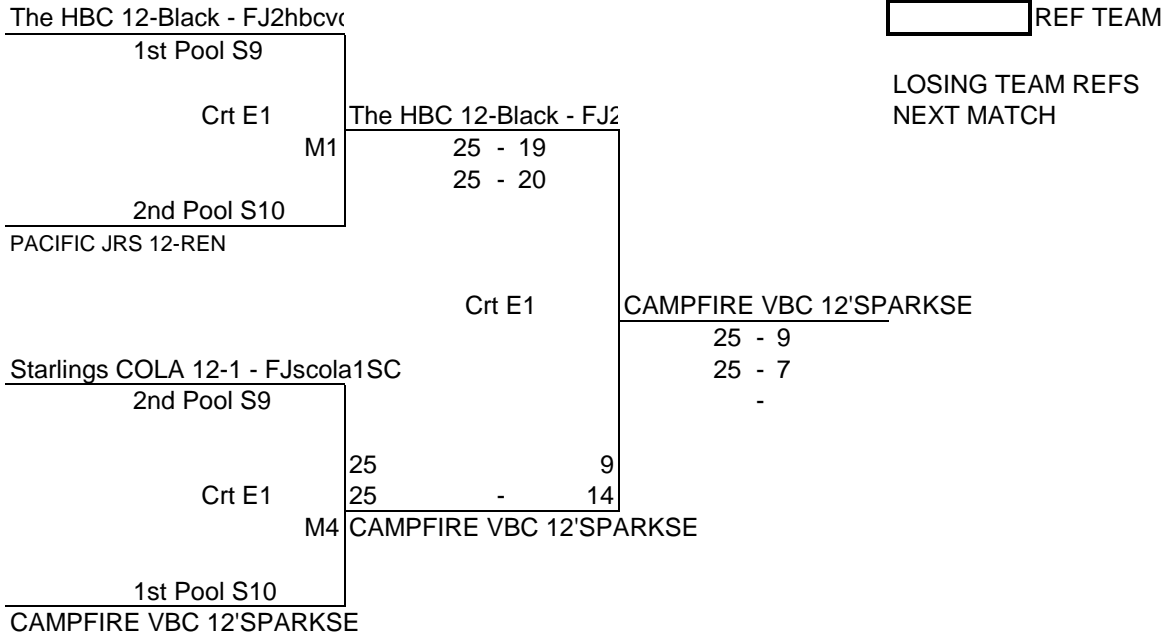 The HBC 12-Black - FJ2hbcvc
REF TEAM
1st Pool S9
LOSING TEAM REFS
NEXT MATCH
Crt E1
The HBC 12-Black - FJ2
M1
25 - 19
25 - 20
2nd Pool S10
PACIFIC JRS 12-REN
Crt E1
CAMPFIRE VBC 12'SPARKSE
25 - 9
25 - 7
-
Starlings COLA 12-1 - FJscola1SC
2nd Pool S9
25 9
Crt E1
25 - 14
M4
CAMPFIRE VBC 12'SPARKSE
1st Pool S10
CAMPFIRE VBC 12'SPARKSE